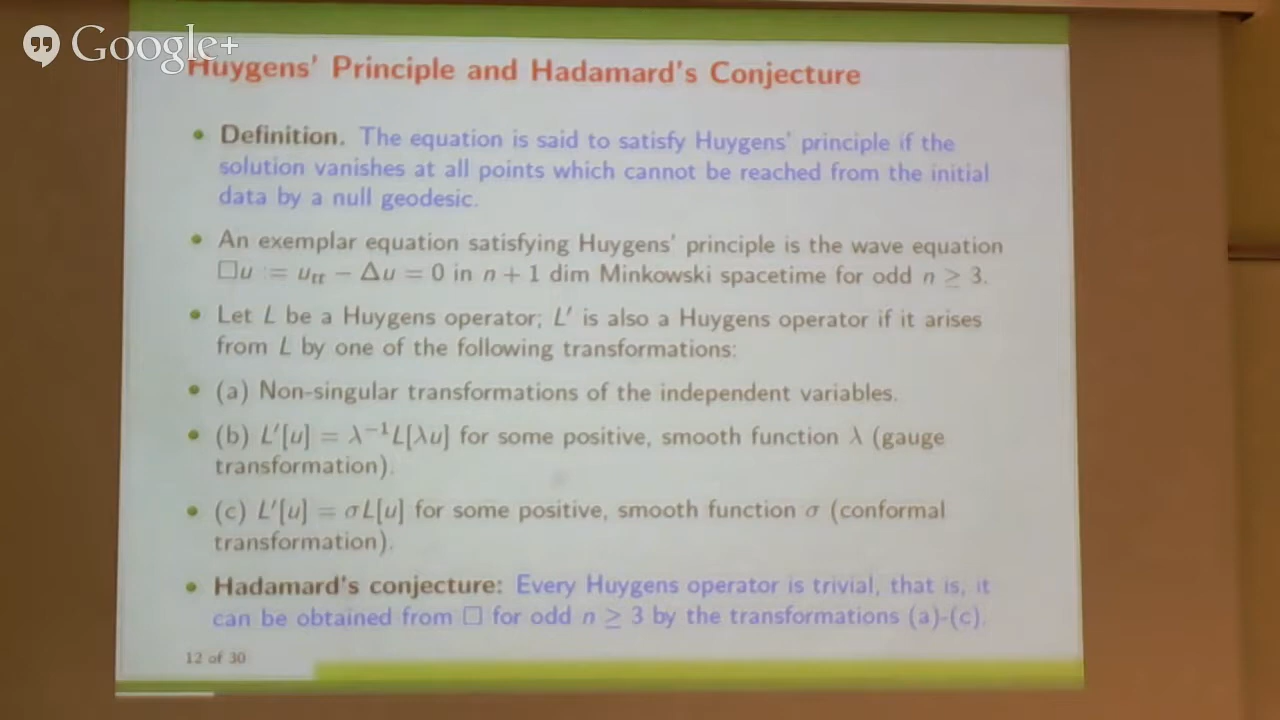 Google+
Huygens' Principle and Hadamard's Conjecture
• Definition. The equation is said to satisfy Huygens' principle if the
solution vanishes at all points which cannot be reached from the initial
data by a null geodesic.
• An exemplar equation satisfying Huygens' principle is the wave equation
□u := uₜₜ − Δu = 0 in n + 1 dim Minkowski spacetime for odd n ≥ 3.
• Let L be a Huygens operator; L′ is also a Huygens operator if it arises
from L by one of the following transformations:
• (a) Non-singular transformations of the independent variables.
• (b) L′[u] = λ⁻¹L[λu] for some positive, smooth function λ (gauge
transformation).
• (c) L′[u] = σL[u] for some positive, smooth function σ (conformal
transformation).
• Hadamard's conjecture: Every Huygens operator is trivial, that is, it
can be obtained from □ for odd n ≥ 3 by the transformations (a)-(c).
12 of 30